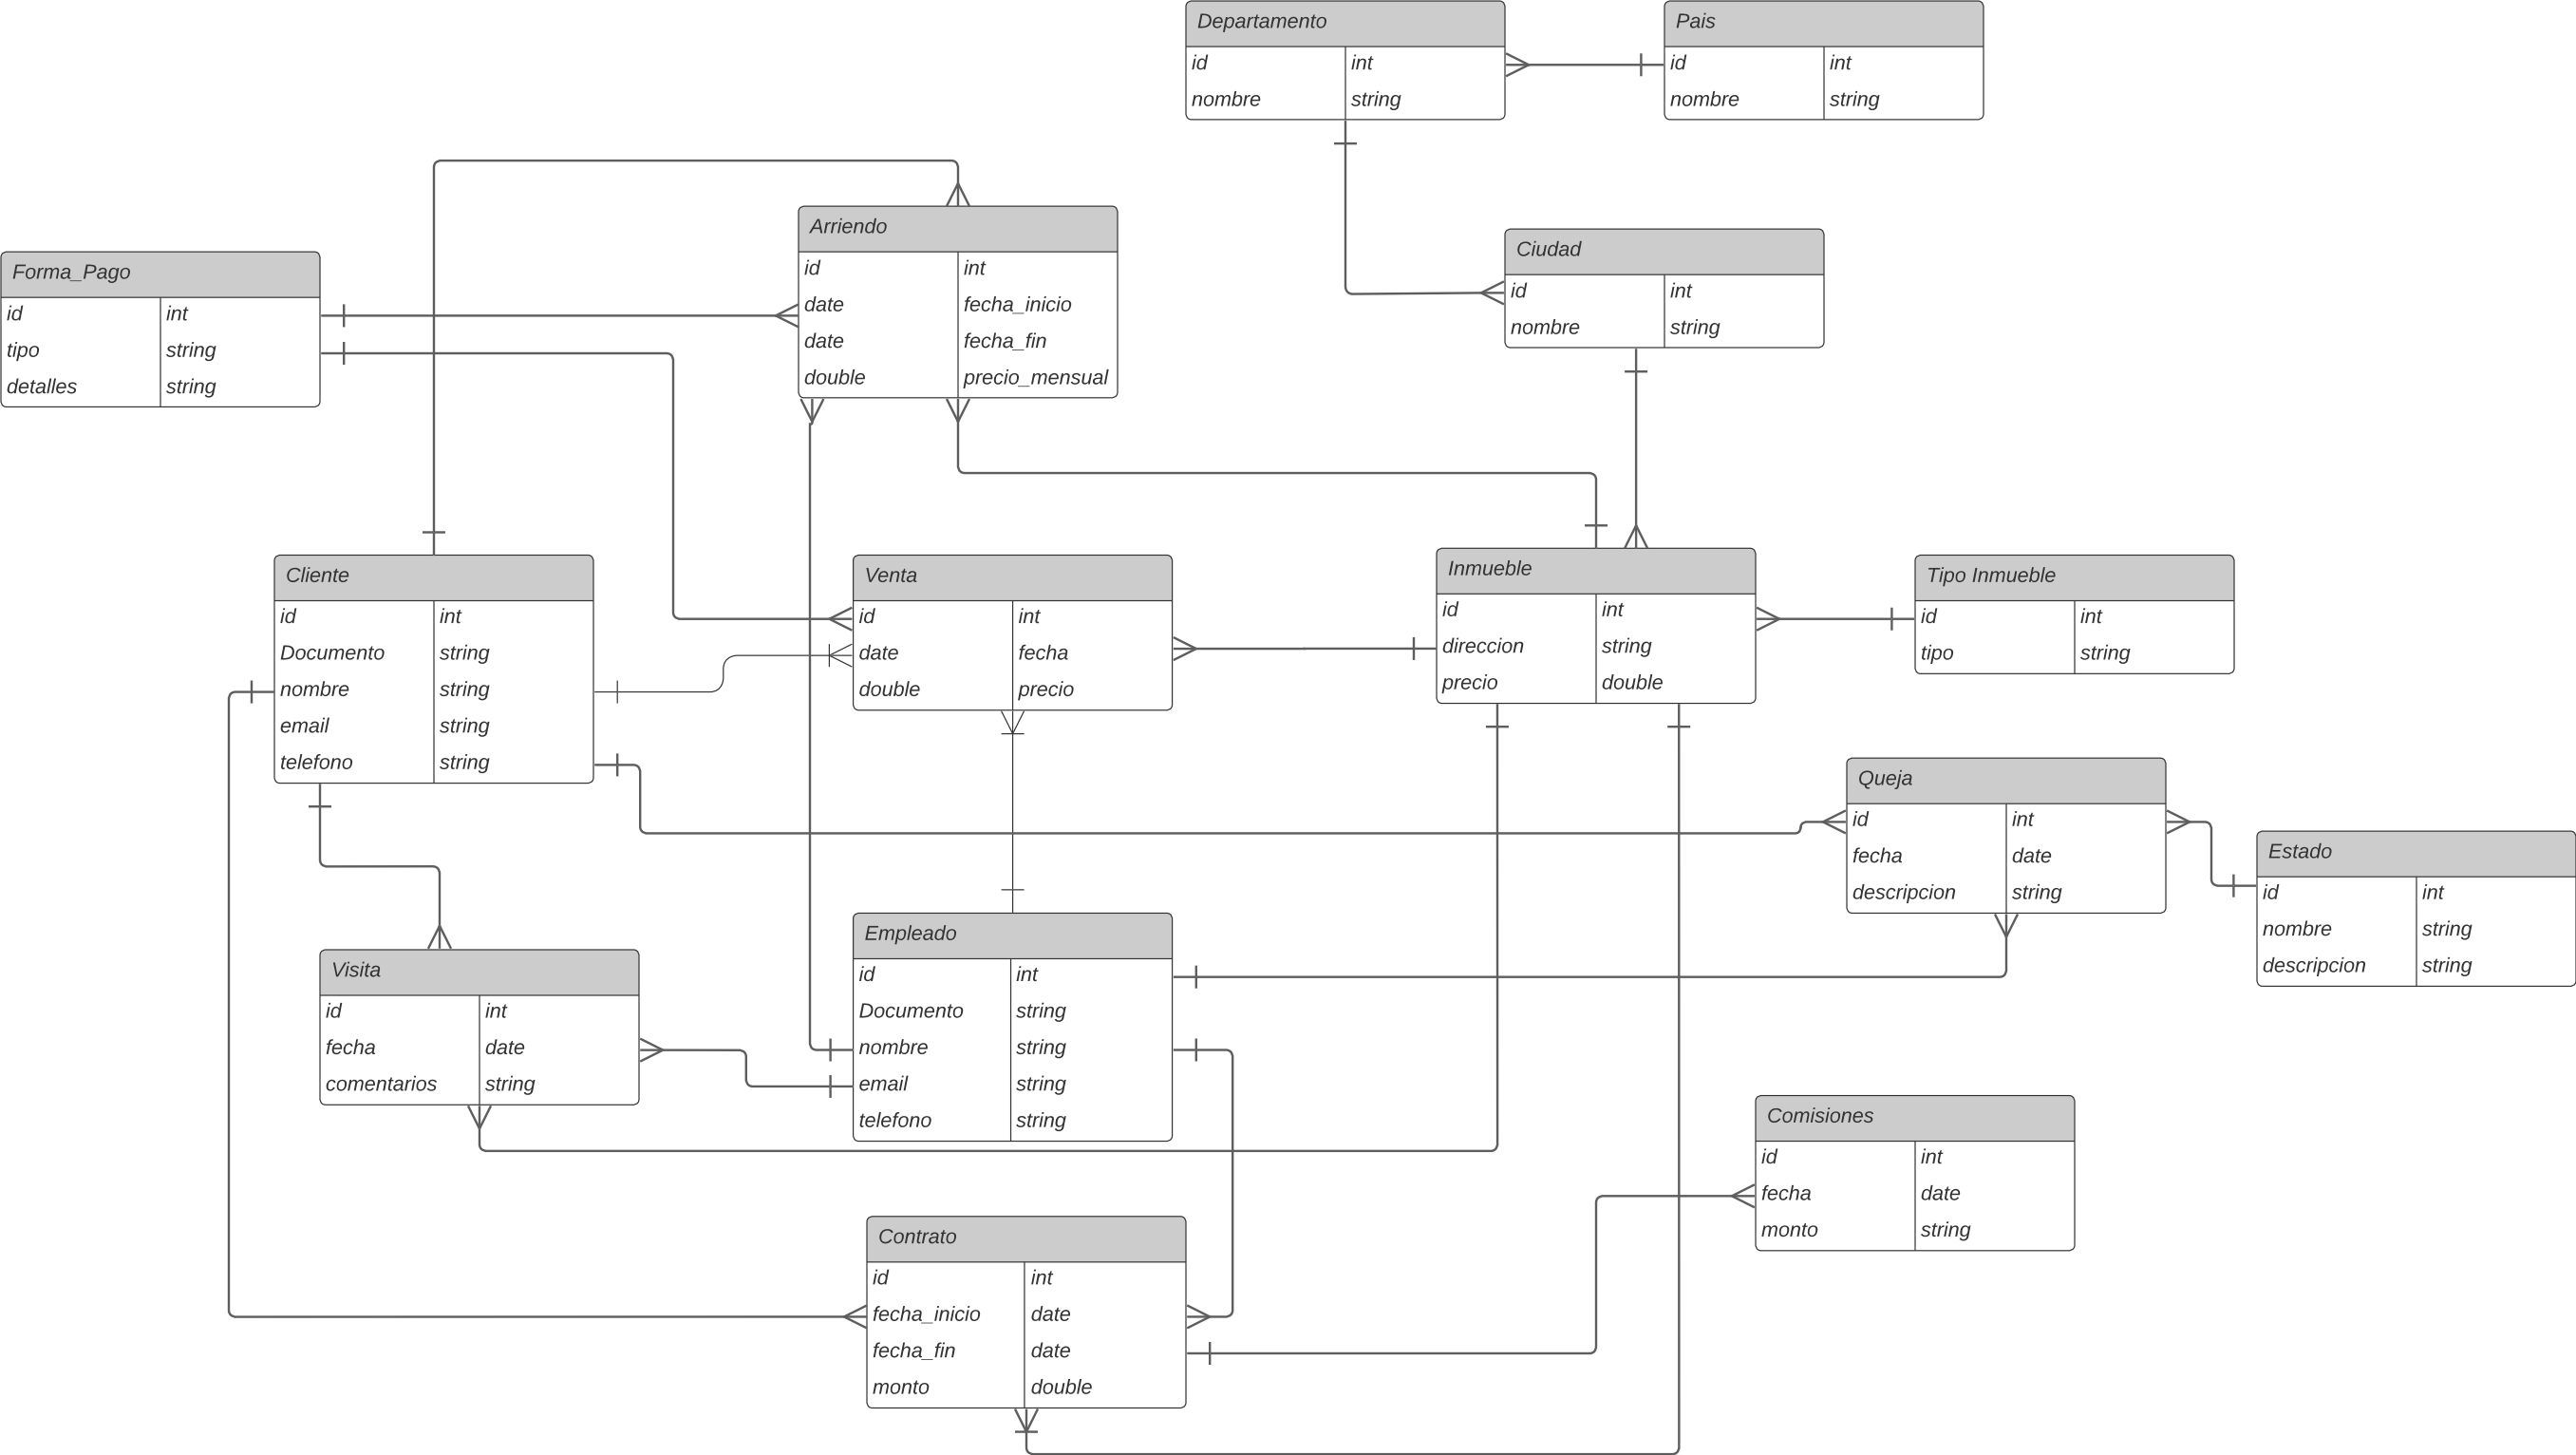 Departamento
id int
nombre string
Pais
id int
nombre string
Arriendo
id int
date fecha_inicio
date fecha_fin
double precio_mensual
Ciudad
id int
nombre string
Forma_Pago
id int
tipo string
detalles string
Cliente
id int
Documento string
nombre string
email string
telefono string
Venta
id int
date fecha
double precio
Inmueble
id int
direccion string
precio double
Tipo Inmueble
id int
tipo string
Queja
id int
fecha date
descripcion string
Estado
id int
nombre string
descripcion string
Visita
id int
fecha date
comentarios string
Empleado
id int
Documento string
nombre string
email string
telefono string
Comisiones
id int
fecha date
monto string
Contrato
id int
fecha_inicio date
fecha_fin date
monto double